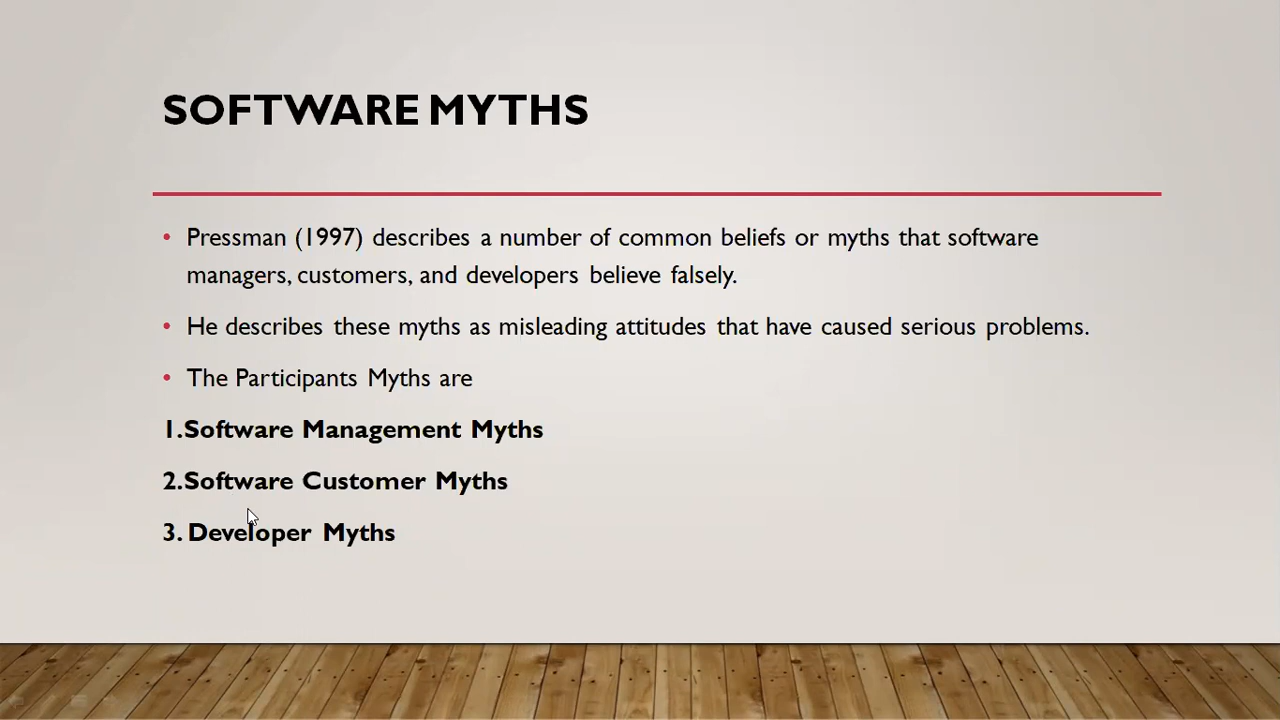 SOFTWARE MYTHS
• Pressman (1997) describes a number of common beliefs or myths that software
managers, customers, and developers believe falsely.
• He describes these myths as misleading attitudes that have caused serious problems.
• The Participants Myths are
1.Software Management Myths
2.Software Customer Myths
3. Developer Myths